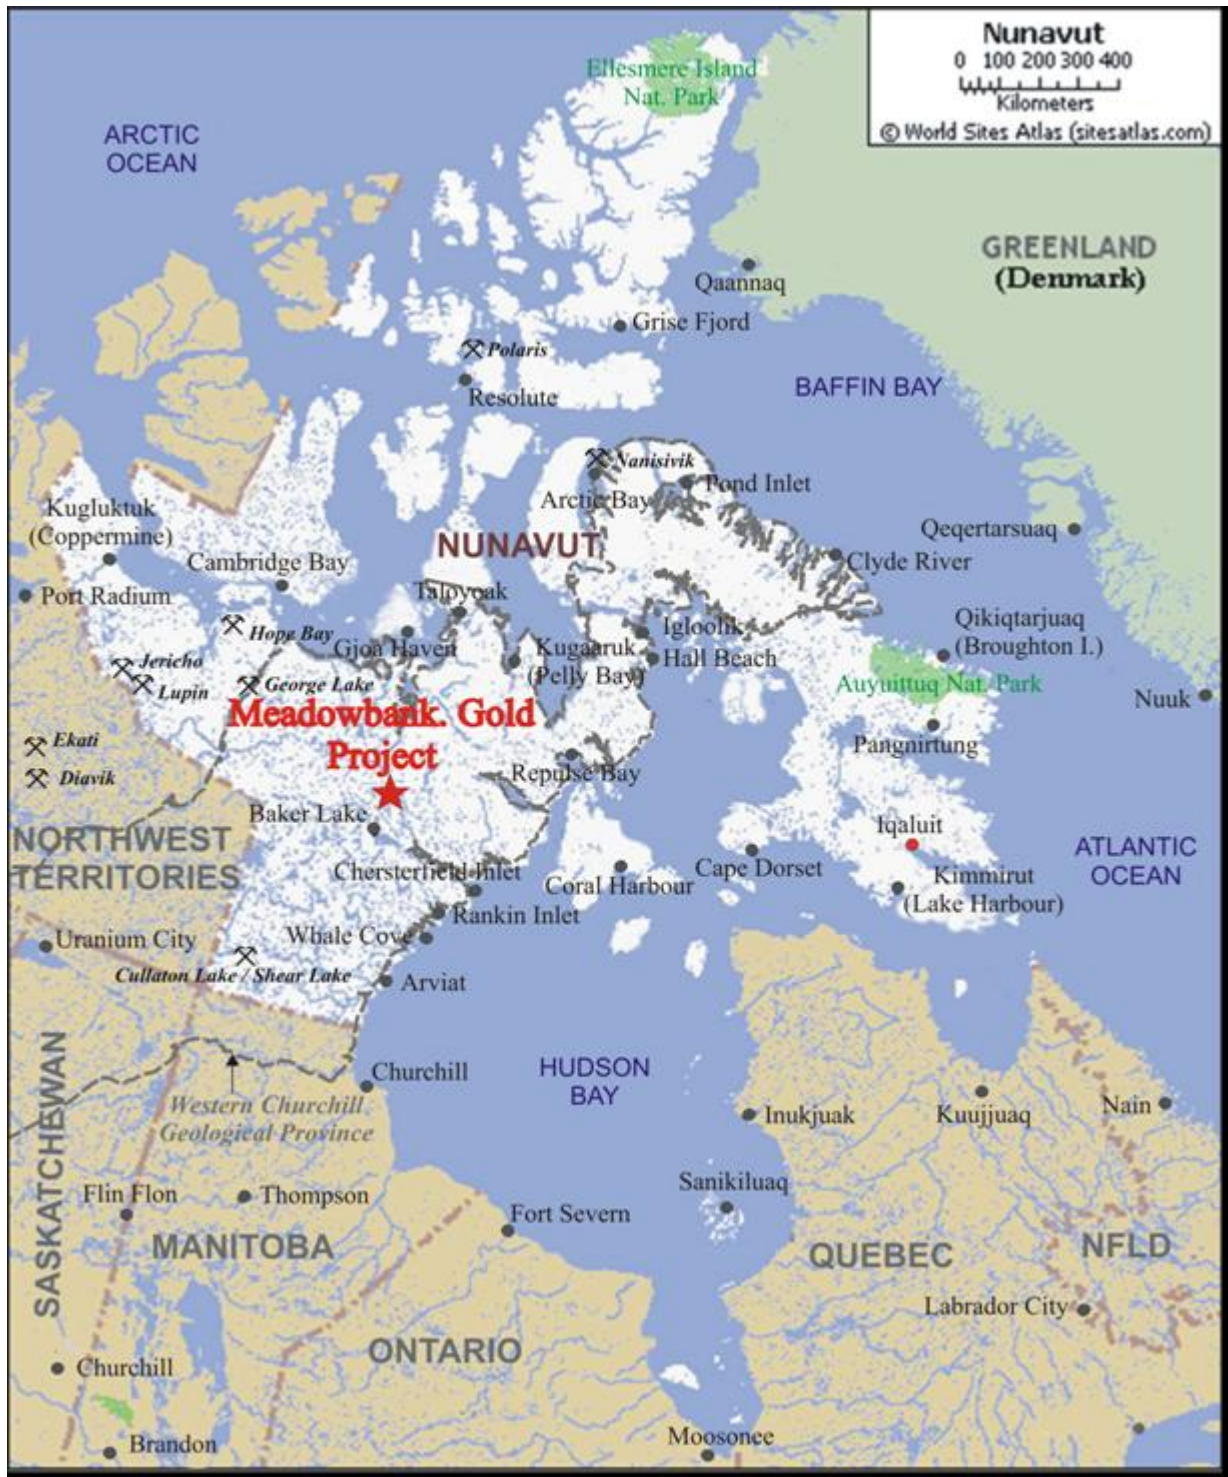 Nunavut
0 100 200 300 400
Kilometers
© World Sites Atlas (sitesatlas.com)
Ellesmere Island
Nat. Park
ARCTIC
OCEAN
GREENLAND
(Denmark)
Qaannaq
Grise Fjord
Polaris
Resolute
BAFFIN BAY
Nanisivik
Arctic Bay
Pond Inlet
Kugluktuk
(Coppermine)
Qeqertarsuaq
NUNAVUT
Cambridge Bay
Clyde River
Port Radium
Taloyoak
Hope Bay
Gjoa Haven
Igloolik
Qikiqtarjuaq
(Broughton I.)
Kugaaruk
(Pelly Bay)
Hall Beach
Jericho
Lupin
George Lake
Auyuittuq Nat. Park
Nuuk
Meadowbank. Gold
Project
Ekati
Diavik
Pangnirtung
Repulse Bay
Baker Lake
NORTHWEST
TERRITORIES
Iqaluit
ATLANTIC
OCEAN
Chersterfield Inlet
Coral Harbour
Cape Dorset
Kimmirut
(Lake Harbour)
Rankin Inlet
Whale Cove
Uranium City
Cullaton Lake / Shear Lake
Arviat
SASKATCHEWAN
Churchill
HUDSON
BAY
Western Churchill
Geological Province
Inukjuak
Kuujjuaq
Nain
Sanikiluaq
Flin Flon
Thompson
Fort Severn
MANITOBA
QUEBEC
NFLD
Labrador City
ONTARIO
Churchill
Brandon
Moosonee